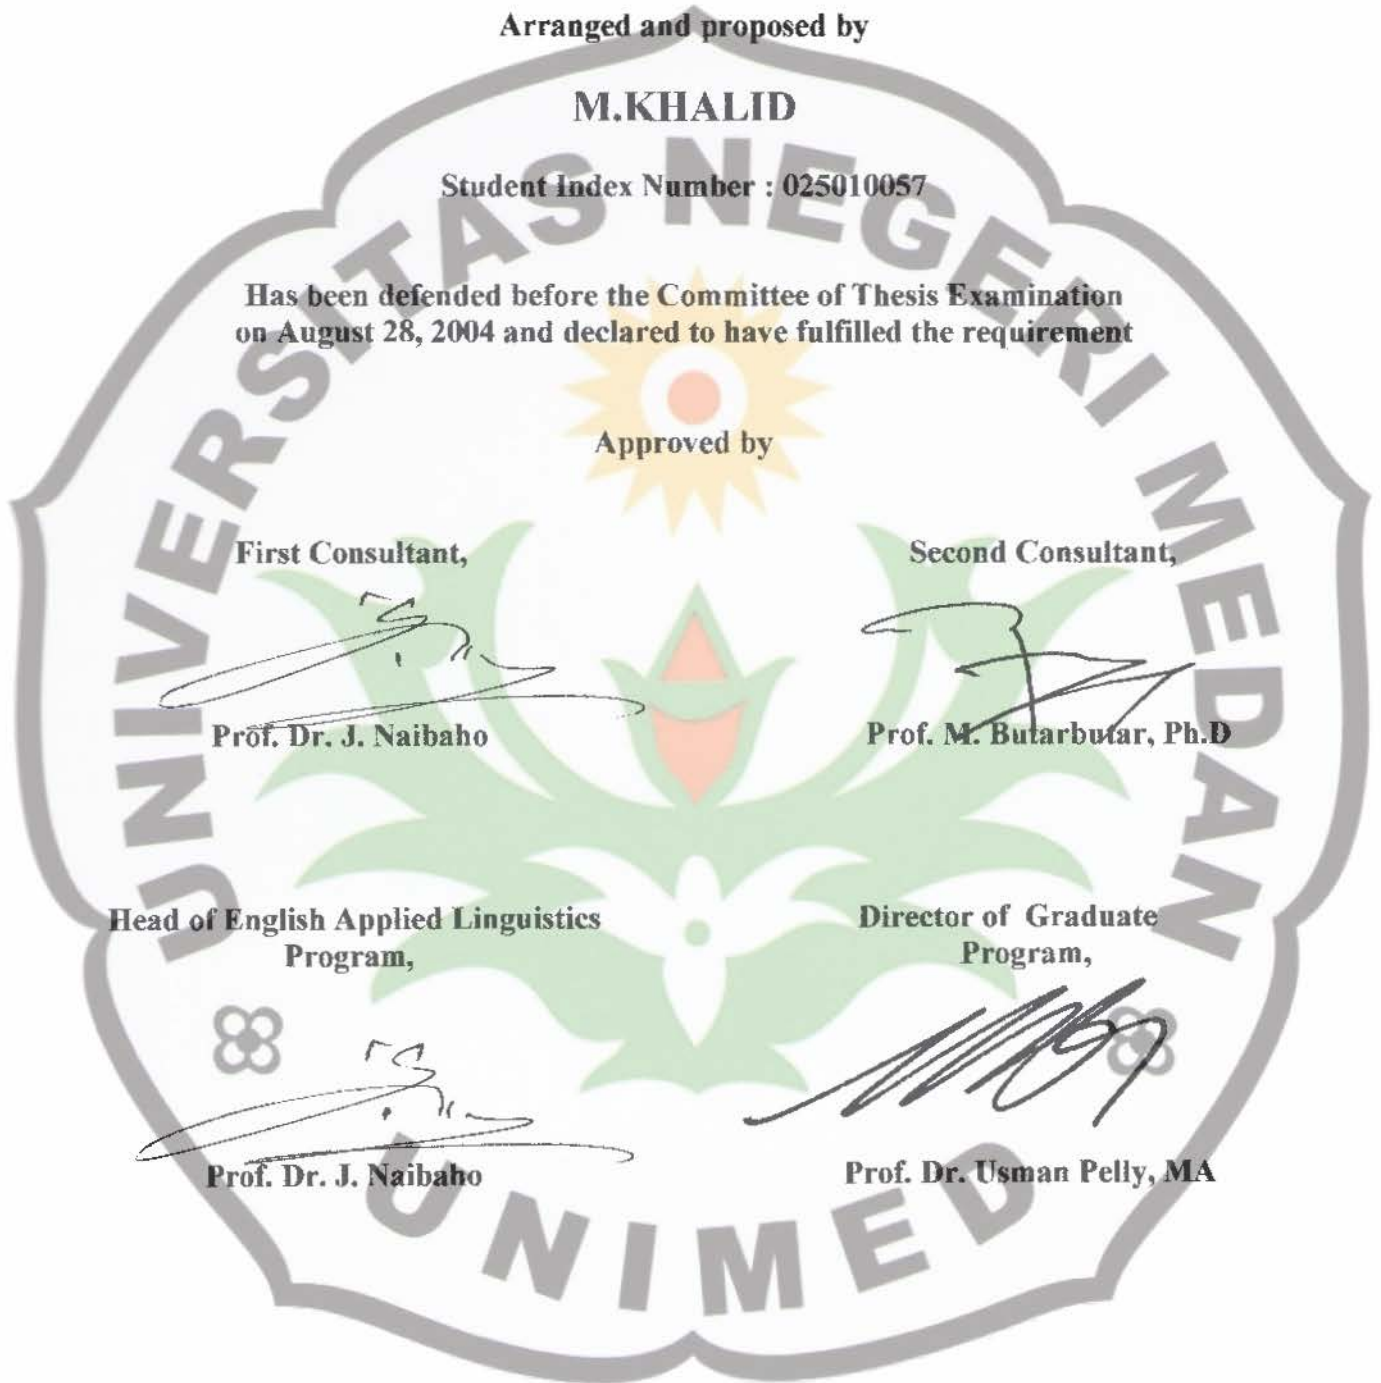 Arranged and proposed by
M.KHALID
Student Index Number : 025010057
Has been defended before the Committee of Thesis Examination
on August 28, 2004 and declared to have fulfilled the requirement
Approved by
First Consultant,
Second Consultant,
Prof. Dr. J. Naibaho
Prof. M. Butarbutar, Ph.D
Head of English Applied Linguistics
Program,
Director of Graduate
Program,
Prof. Dr. J. Naibaho
Prof. Dr. Usman Pelly, MA
UNIVERSITAS NEGERI MEDAN
UNIMED